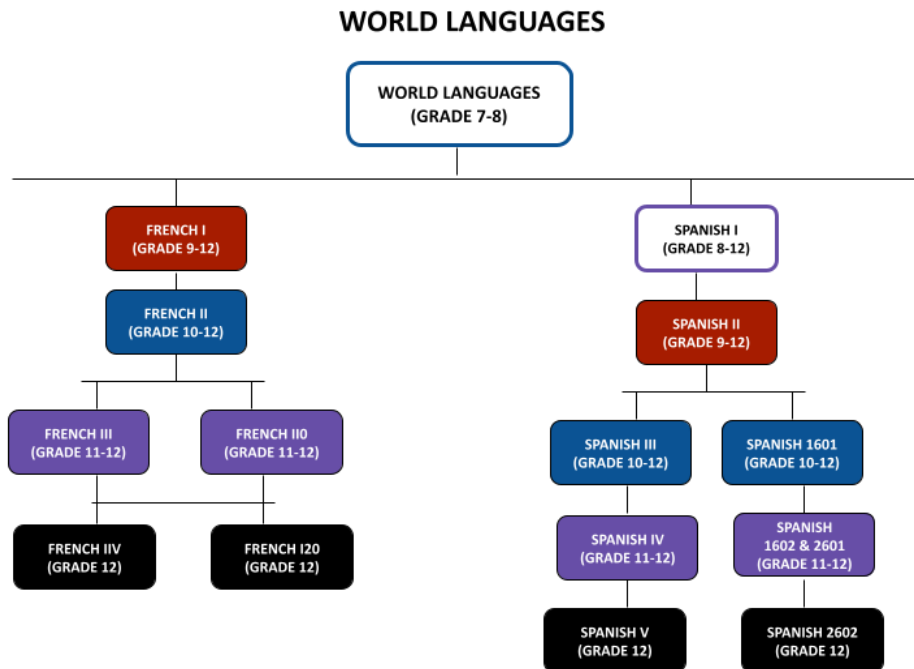 WORLD LANGUAGES
WORLD LANGUAGES
(GRADE 7-8)
FRENCH I
(GRADE 9-12)
SPANISH I
(GRADE 8-12)
FRENCH II
(GRADE 10-12)
SPANISH II
(GRADE 9-12)
FRENCH III
(GRADE 11-12)
FRENCH II0
(GRADE 11-12)
SPANISH III
(GRADE 10-12)
SPANISH 1601
(GRADE 10-12)
FRENCH IIV
(GRADE 12)
FRENCH I20
(GRADE 12)
SPANISH IV
(GRADE 11-12)
SPANISH
1602 & 2601
(GRADE 11-12)
SPANISH V
(GRADE 12)
SPANISH 2602
(GRADE 12)